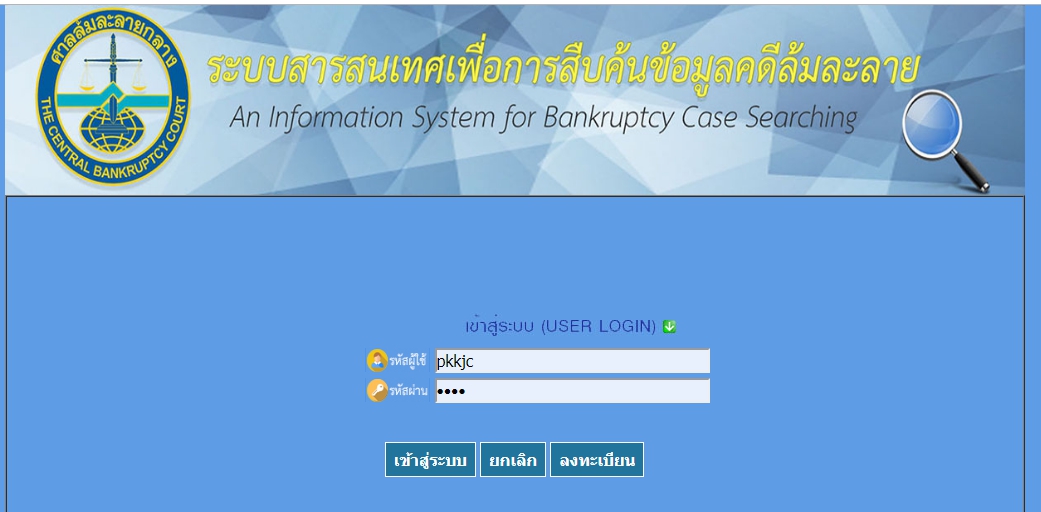 ศาลล้มละลายกลาง
THE CENTRAL BANKRUPTCY COURT
ระบบสารสนเทศเพื่อการสืบค้นข้อมูลคดีล้มละลาย
An Information System for Bankruptcy Case Searching
เข้าสู่ระบบ (USER LOGIN)
รหัสผู้ใช้ pkkjc
รหัสผ่าน ••••
เข้าสู่ระบบ ยกเลิก ลงทะเบียน